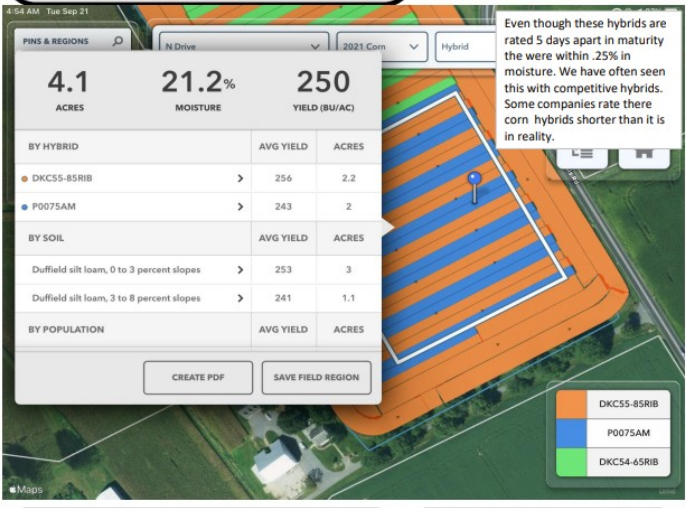 4:54 AM Tue Sep 21
PINS & REGIONS
N Drive
2021 Corn
Hybrid
Even though these hybrids are
rated 5 days apart in maturity
the were within .25% in
moisture. We have often seen
this with competitive hybrids.
Some companies rate there
corn hybrids shorter than it is
in reality.
4.1
ACRES
21.2%
MOISTURE
250
YIELD (BU/AC)
BY HYBRID AVG YIELD ACRES
DKC55-85RIB > 256 2.2
P0075AM > 243 2
BY SOIL AVG YIELD ACRES
Duffield silt loam, 0 to 3 percent slopes > 253 3
Duffield silt loam, 3 to 8 percent slopes > 241 1.1
BY POPULATION AVG YIELD ACRES
CREATE PDF
SAVE FIELD REGION
DKC55-85RIB
P0075AM
DKC54-65RIB
Maps